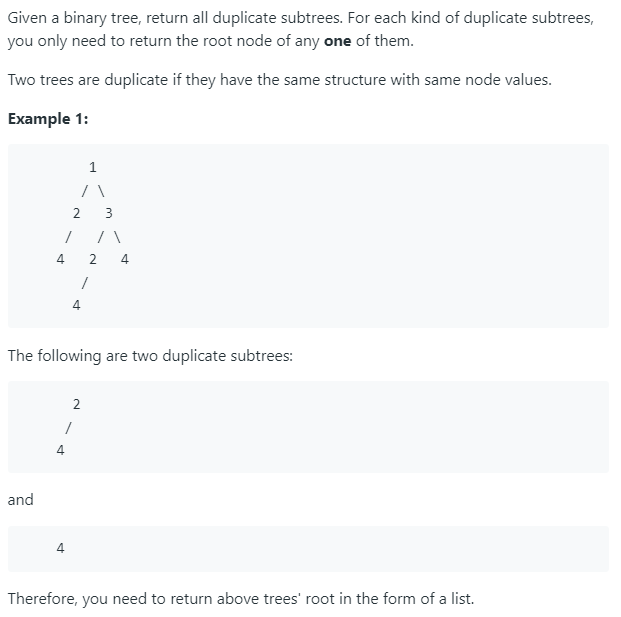 Given a binary tree, return all duplicate subtrees. For each kind of duplicate subtrees,
you only need to return the root node of any one of them.
Two trees are duplicate if they have the same structure with same node values.
Example 1:
        1
       / \
      2   3
     /   / \
    4   2   4
       /
      4
The following are two duplicate subtrees:
      2
     /
    4
and
    4
Therefore, you need to return above trees' root in the form of a list.